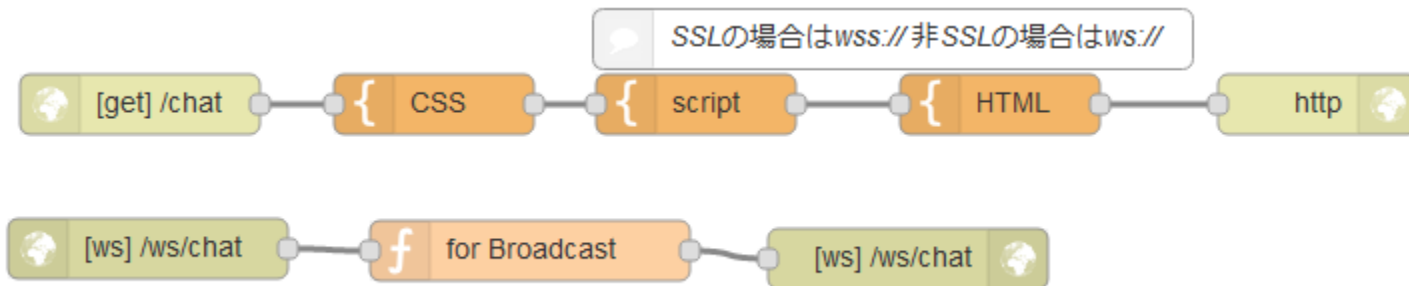 SSLの場合はwss:// 非SSLの場合はws://
[get] /chat
CSS
script
HTML
http
[ws] /ws/chat
for Broadcast
[ws] /ws/chat